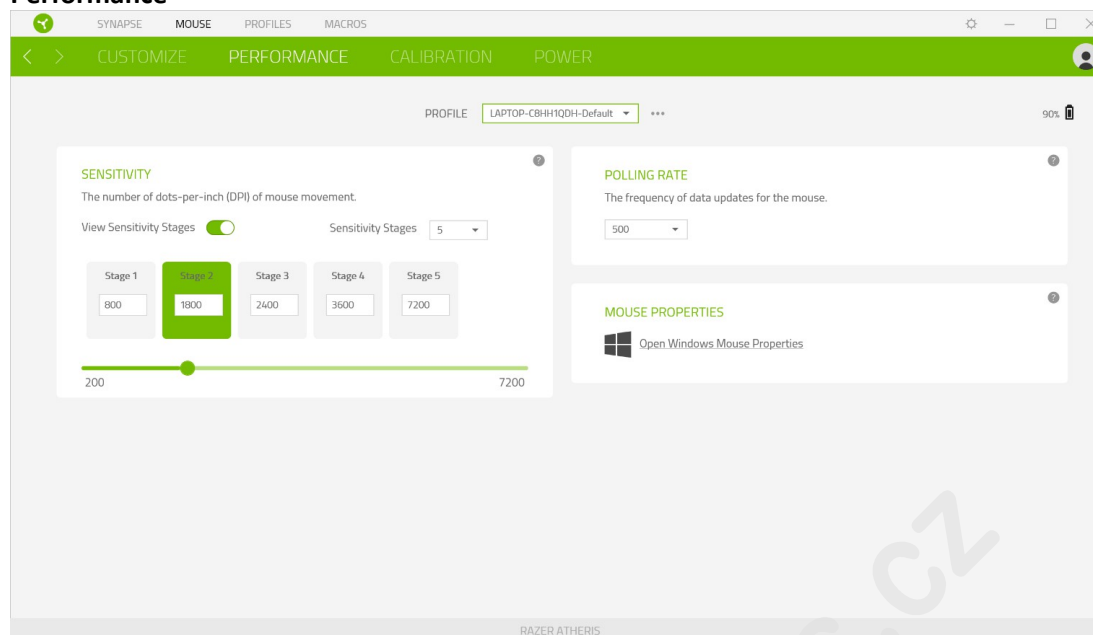 Performance
SYNAPSE MOUSE PROFILES MACROS
CUSTOMIZE PERFORMANCE CALIBRATION POWER
PROFILE LAPTOP-C8HH1QDH-Default
90%
SENSITIVITY
The number of dots-per-inch (DPI) of mouse movement.
View Sensitivity Stages Sensitivity Stages 5
Stage 1 Stage 2 Stage 3 Stage 4 Stage 5
800 1800 2400 3600 7200
200 7200
POLLING RATE
The frequency of data updates for the mouse.
500
MOUSE PROPERTIES
Open Windows Mouse Properties
RAZER ATHERIS